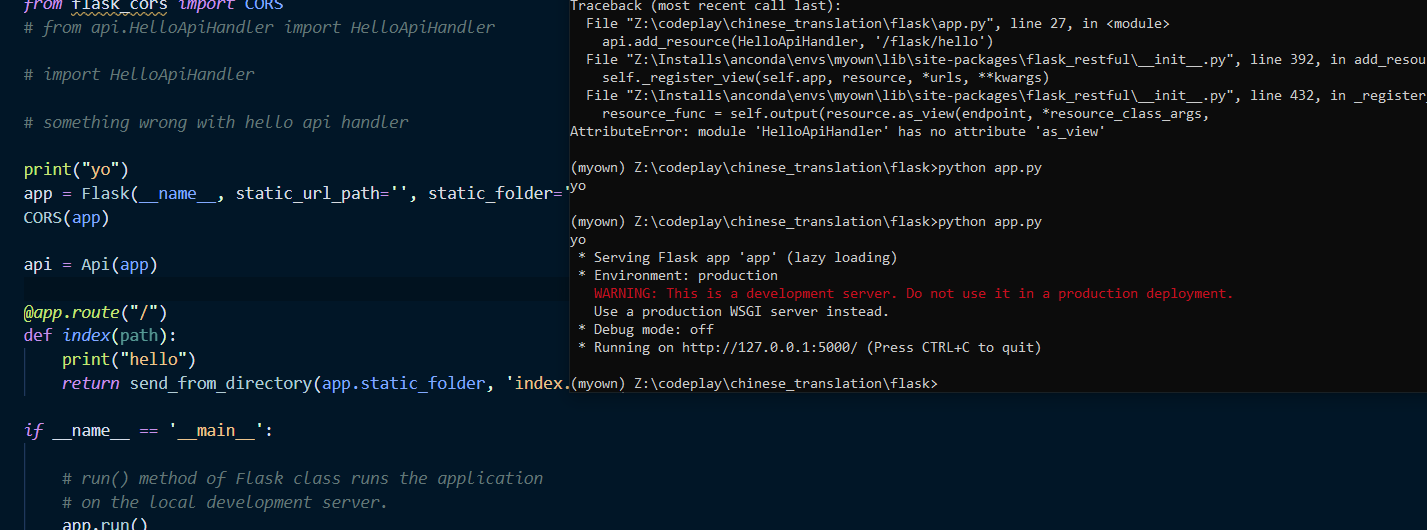 from flask_cors import CORS
# from api.HelloApiHandler import HelloApiHandler
# import HelloApiHandler
# something wrong with hello api handler
print("yo")
app = Flask(__name__, static_url_path='', static_folder='
CORS(app)
api = Api(app)
@app.route("/")
def index(path):
print("hello")
return send_from_directory(app.static_folder, 'index.
if __name__ == '__main__':
# run() method of Flask class runs the application
# on the local development server.
app.run()
Traceback (most recent call last):
File "Z:\codeplay\chinese_translation\flask\app.py", line 27, in <module>
api.add_resource(HelloApiHandler, '/flask/hello')
File "Z:\Installs\anconda\envs\myown\lib\site-packages\flask_restful\__init__.py", line 392, in add_resou
self._register_view(self.app, resource, *urls, **kwargs)
File "Z:\Installs\anconda\envs\myown\lib\site-packages\flask_restful\__init__.py", line 432, in _register_
resource_func = self.output(resource.as_view(endpoint, *resource_class_args,
AttributeError: module 'HelloApiHandler' has no attribute 'as_view'
(myown) Z:\codeplay\chinese_translation\flask>python app.py
yo
(myown) Z:\codeplay\chinese_translation\flask>python app.py
yo
* Serving Flask app 'app' (lazy loading)
* Environment: production
WARNING: This is a development server. Do not use it in a production deployment.
Use a production WSGI server instead.
* Debug mode: off
* Running on http://127.0.0.1:5000/ (Press CTRL+C to quit)
(myown) Z:\codeplay\chinese_translation\flask>